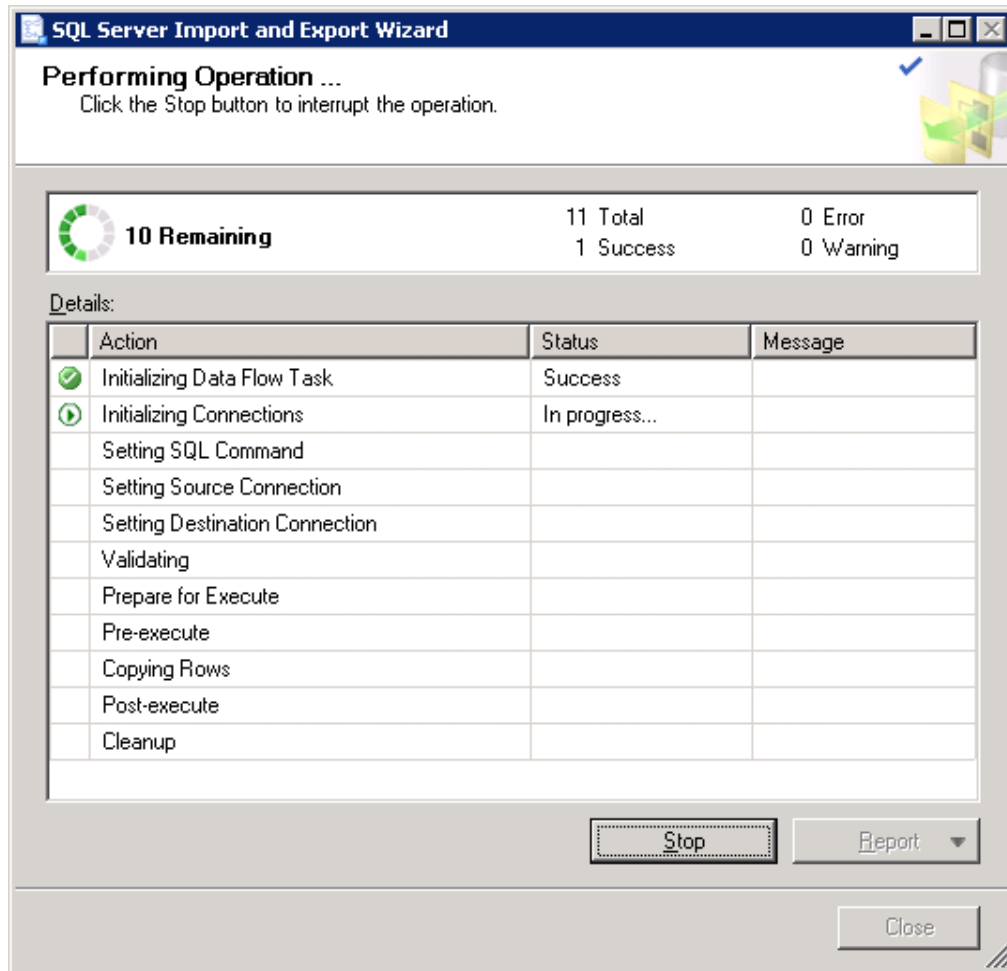 SQL Server Import and Export Wizard
Performing Operation ...
Click the Stop button to interrupt the operation.
10 Remaining
11 Total
0 Error
1 Success
0 Warning
Details:
Action Status Message
Initializing Data Flow Task Success
Initializing Connections In progress...
Setting SQL Command
Setting Source Connection
Setting Destination Connection
Validating
Prepare for Execute
Pre-execute
Copying Rows
Post-execute
Cleanup
Stop Report
Close